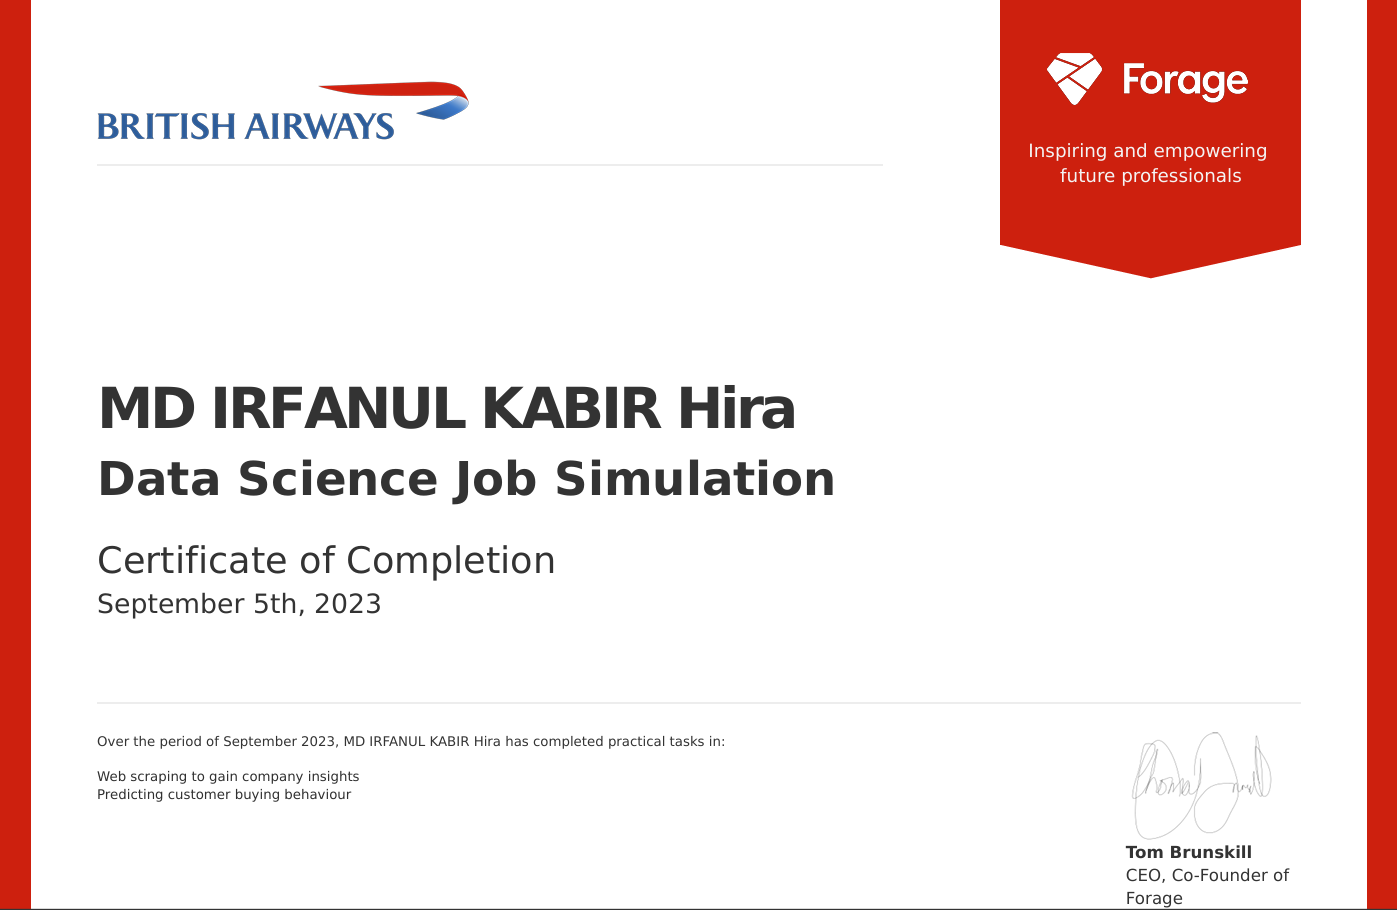 BRITISH AIRWAYS
Forage
Inspiring and empowering
future professionals
MD IRFANUL KABIR Hira
Data Science Job Simulation
Certificate of Completion
September 5th, 2023
Over the period of September 2023, MD IRFANUL KABIR Hira has completed practical tasks in:
Web scraping to gain company insights
Predicting customer buying behaviour
Tom Brunskill
CEO, Co-Founder of
Forage